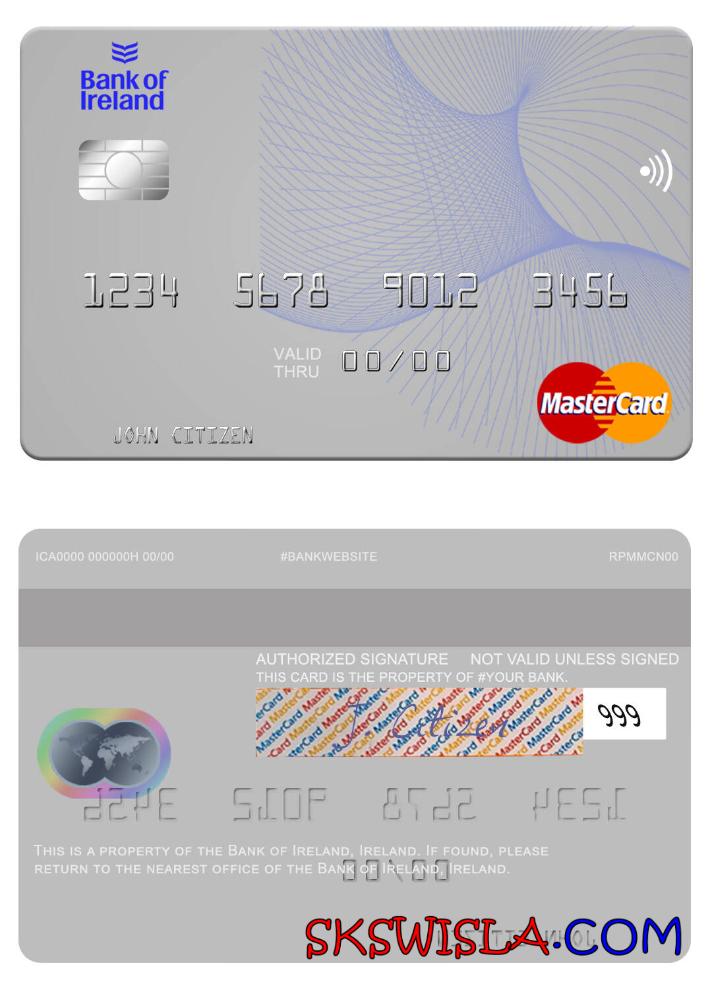 Bank of
Ireland
1234 5678 9012 3456
VALID
THRU
00/00
MasterCard
JOHN CITIZEN
ICA0000 000000H 00/00 #BANKWEBSITE RPMMCN00
AUTHORIZED SIGNATURE NOT VALID UNLESS SIGNED
THIS CARD IS THE PROPERTY OF #YOUR BANK.
J. Citizen
999
THIS IS A PROPERTY OF THE BANK OF IRELAND, IRELAND. IF FOUND, PLEASE
RETURN TO THE NEAREST OFFICE OF THE BANK OF IRELAND, IRELAND.
SKSWISLA.COM